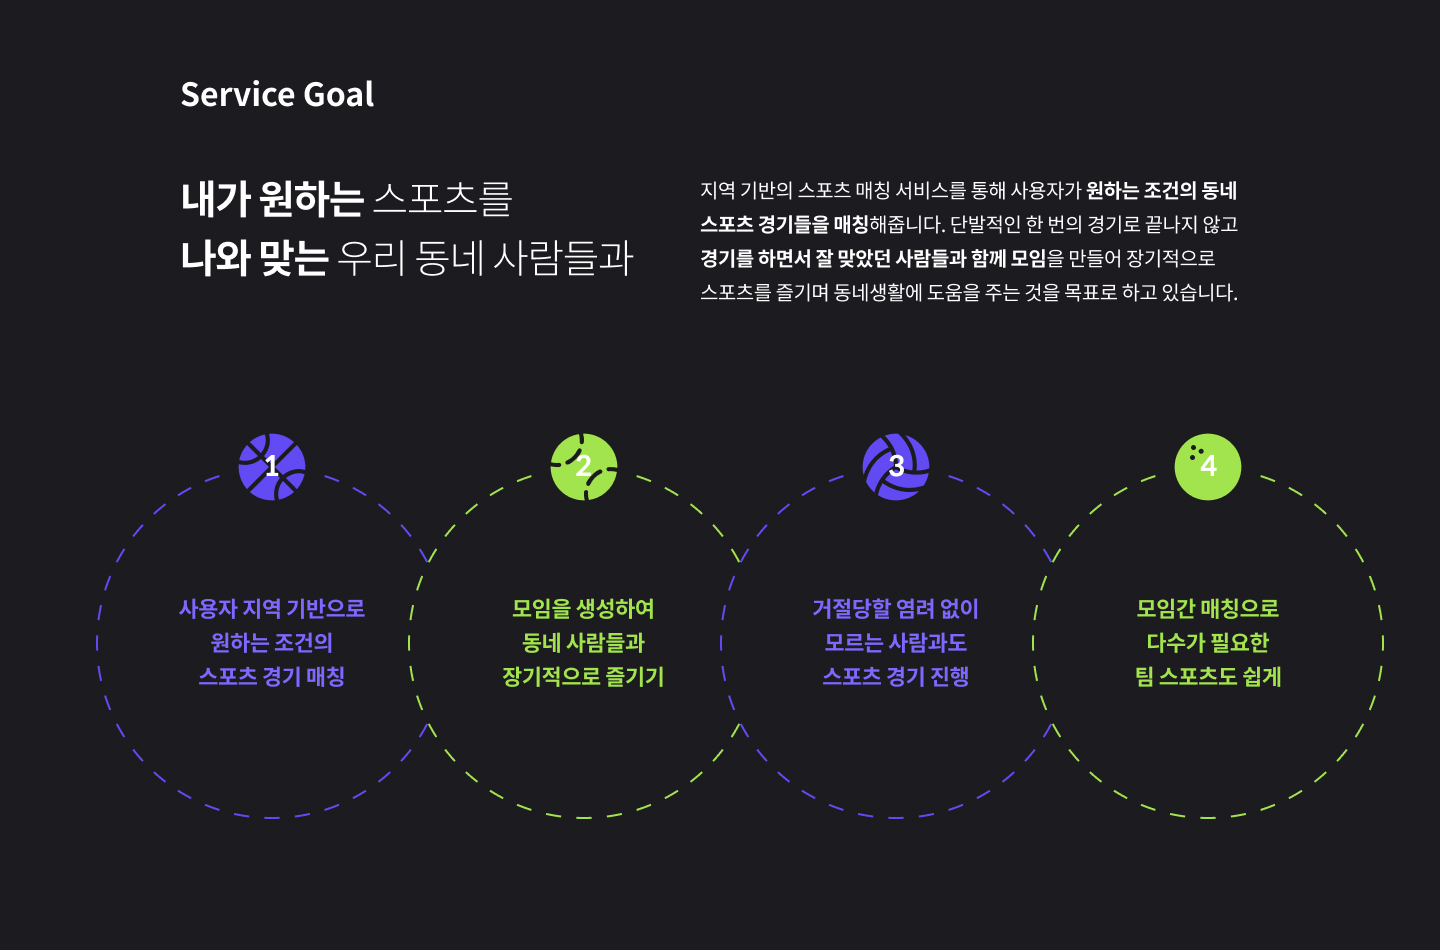 Service Goal
내가 원하는 스포츠를
나와 맞는 우리 동네 사람들과
지역 기반의 스포츠 매칭 서비스를 통해 사용자가 원하는 조건의 동네
스포츠 경기들을 매칭해줍니다. 단발적인 한 번의 경기로 끝나지 않고
경기를 하면서 잘 맞았던 사람들과 함께 모임을 만들어 장기적으로
스포츠를 즐기며 동네생활에 도움을 주는 것을 목표로 하고 있습니다.
1
사용자 지역 기반으로
원하는 조건의
스포츠 경기 매칭
2
모임을 생성하여
동네 사람들과
장기적으로 즐기기
3
거절당할 염려 없이
모르는 사람과도
스포츠 경기 진행
4
모임간 매칭으로
다수가 필요한
팀 스포츠도 쉽게